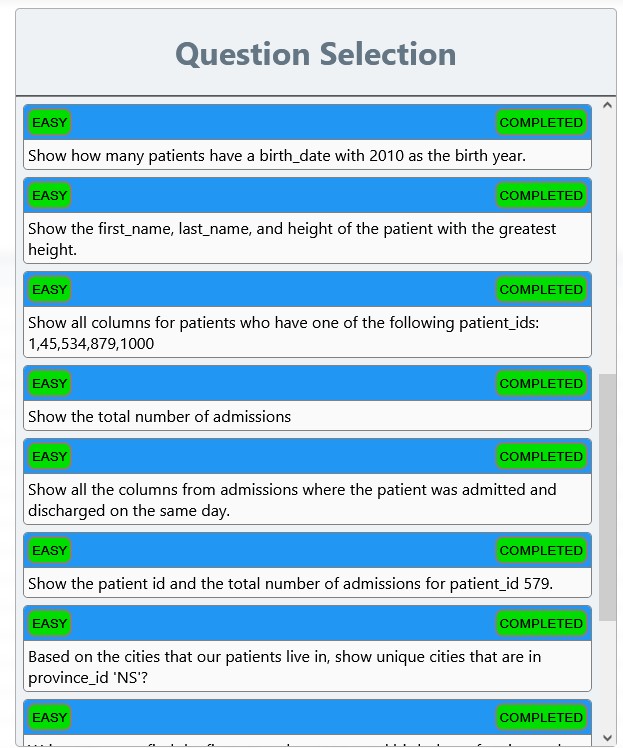 Question Selection
EASY COMPLETED
Show how many patients have a birth_date with 2010 as the birth year.
EASY COMPLETED
Show the first_name, last_name, and height of the patient with the greatest
height.
EASY COMPLETED
Show all columns for patients who have one of the following patient_ids:
1,45,534,879,1000
EASY COMPLETED
Show the total number of admissions
EASY COMPLETED
Show all the columns from admissions where the patient was admitted and
discharged on the same day.
EASY COMPLETED
Show the patient id and the total number of admissions for patient_id 579.
EASY COMPLETED
Based on the cities that our patients live in, show unique cities that are in
province_id 'NS'?
EASY COMPLETED